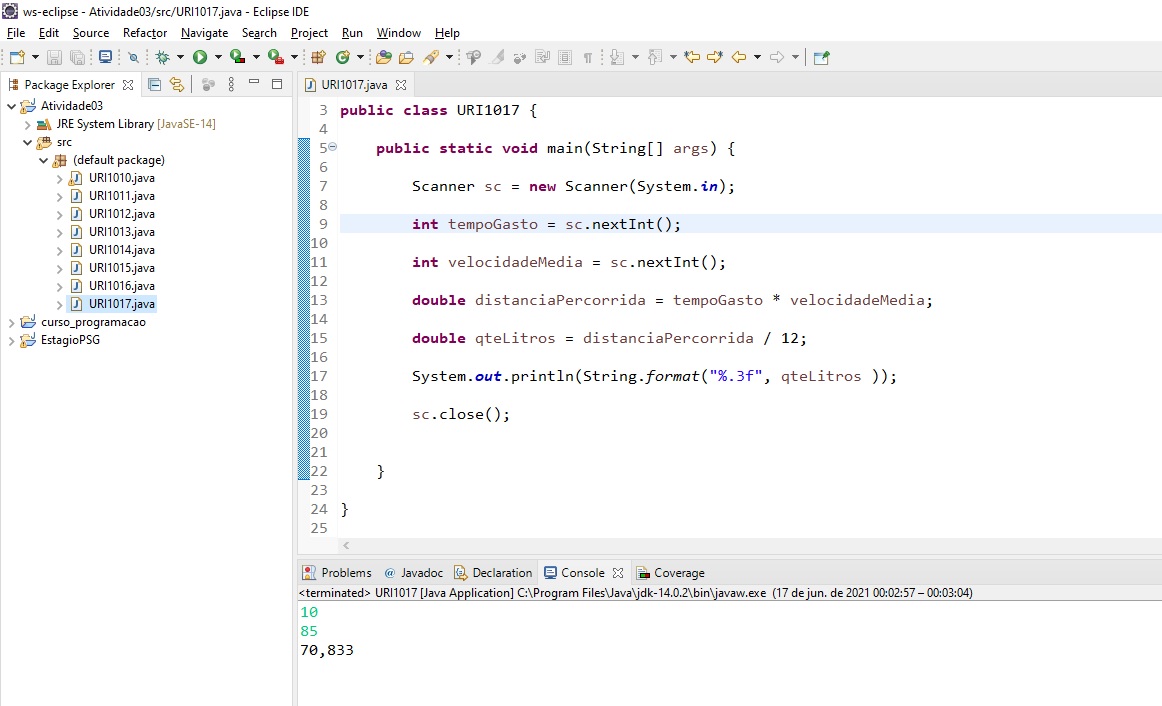 ws-eclipse - Atividade03/src/URI1017.java - Eclipse IDE
File Edit Source Refactor Navigate Search Project Run Window Help
Package Explorer
Atividade03
JRE System Library [JavaSE-14]
src
(default package)
URI1010.java
URI1011.java
URI1012.java
URI1013.java
URI1014.java
URI1015.java
URI1016.java
URI1017.java
curso_programacao
EstagioPSG
URI1017.java
3 public class URI1017 {
4
5 public static void main(String[] args) {
6
7 Scanner sc = new Scanner(System.in);
8
9 int tempoGasto = sc.nextInt();
10
11 int velocidadeMedia = sc.nextInt();
12
13 double distanciaPercorrida = tempoGasto * velocidadeMedia;
14
15 double qteLitros = distanciaPercorrida / 12;
16
17 System.out.println(String.format("%.3f", qteLitros ));
18
19 sc.close();
20
21
22 }
23
24 }
25
Problems @ Javadoc Declaration Console Coverage
<terminated> URI1017 [Java Application] C:\Program Files\Java\jdk-14.0.2\bin\javaw.exe (17 de jun. de 2021 00:02:57 – 00:03:04)
10
85
70,833